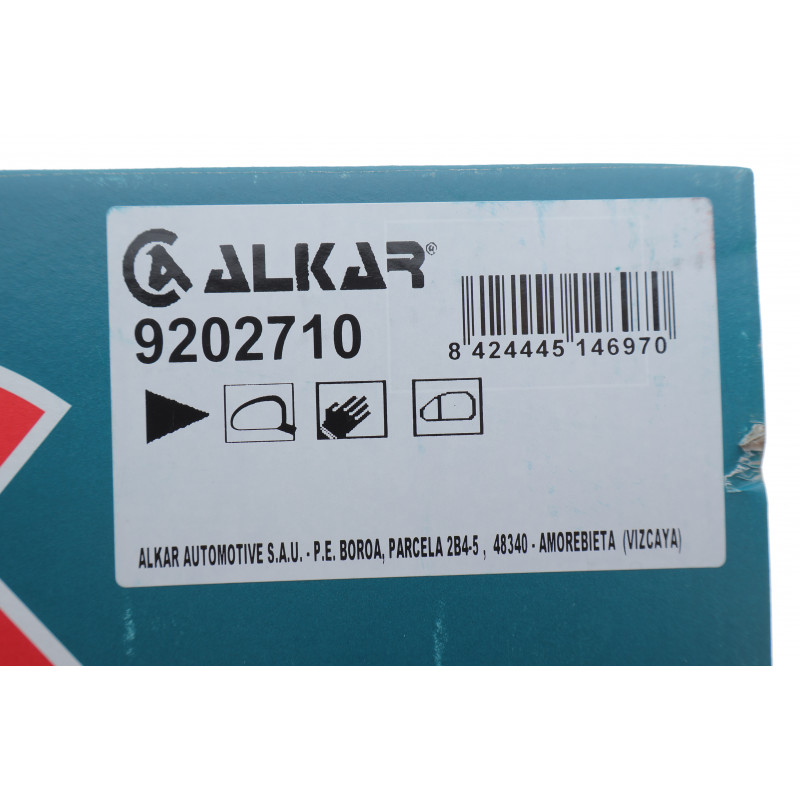 ALKAR®
9202710
8 424445 146970
ALKAR AUTOMOTIVE S.A.U. - P.E. BOROA, PARCELA 2B4-5 , 48340 - AMOREBIETA (VIZCAYA)